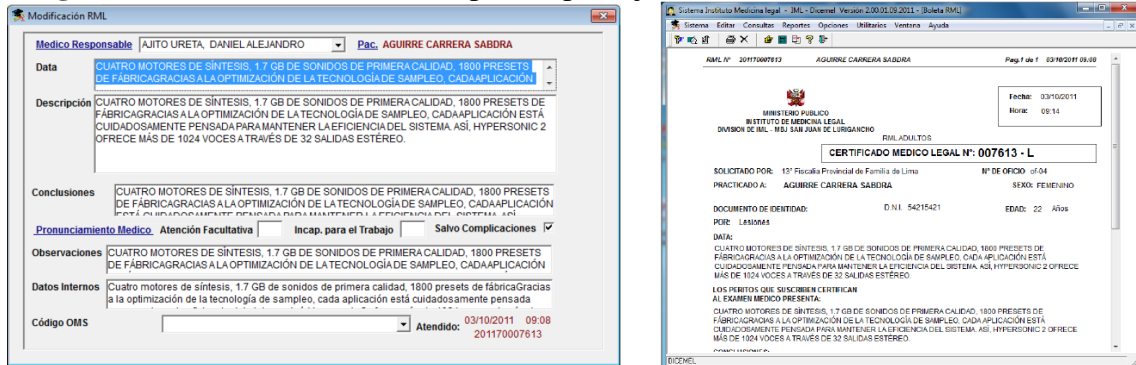 Modificación RML
Medico Responsable AJITO URETA, DANIEL ALEJANDRO Pac. AGUIRRE CARRERA SABDRA
Data CUATRO MOTORES DE SÍNTESIS, 1.7 GB DE SONIDOS DE PRIMERA CALIDAD, 1800 PRESETS
DE FÁBRICAGRACIAS A LA OPTIMIZACIÓN DE LA TECNOLOGÍA DE SAMPLEO, CADAAPLICACIÓN
Descripción CUATRO MOTORES DE SÍNTESIS, 1.7 GB DE SONIDOS DE PRIMERA CALIDAD, 1800 PRESETS DE
FÁBRICAGRACIAS A LA OPTIMIZACIÓN DE LA TECNOLOGÍA DE SAMPLEO, CADAAPLICACIÓN ESTÁ
CUIDADOSAMENTE PENSADA PARA MANTENER LA EFICIENCIA DEL SISTEMA. ASÍ, HYPERSONIC 2
OFRECE MÁS DE 1024 VOCES A TRAVÉS DE 32 SALIDAS ESTÉREO.
Conclusiones CUATRO MOTORES DE SÍNTESIS, 1.7 GB DE SONIDOS DE PRIMERA CALIDAD, 1800 PRESETS
DE FÁBRICAGRACIAS A LA OPTIMIZACIÓN DE LA TECNOLOGÍA DE SAMPLEO, CADAAPLICACIÓN
ESTÁ CUIDADOSAMENTE PENSADA PARA MANTENER LA EFICIENCIA DEL SISTEMA. ASÍ
Pronunciamiento Medico Atención Facultativa Incap. para el Trabajo Salvo Complicaciones
Observaciones CUATRO MOTORES DE SÍNTESIS, 1.7 GB DE SONIDOS DE PRIMERA CALIDAD, 1800 PRESETS
DE FÁBRICAGRACIAS A LA OPTIMIZACIÓN DE LA TECNOLOGÍA DE SAMPLEO, CADAAPLICACIÓN
Datos Internos Cuatro motores de síntesis, 1.7 GB de sonidos de primera calidad, 1800 presets de fábricaGracias
a la optimización de la tecnología de sampleo, cada aplicación está cuidadosamente pensada
Código OMS Atendido: 03/10/2011 09:08
201170007613
Sistema Instituto Medicina legal - IML - Dicemel Versión 2.00.01.09.2011 - [Boleta RML]
Sistema Editar Consultas Reportes Opciones Utilitarios Ventana Ayuda
RML Nº 201170007613 AGUIRRE CARRERA SABDRA Pag.1 de 1 03/10/2011 09:08
Fecha: 03/10/2011
Hora: 09:14
MINISTERIO PUBLICO
INSTITUTO DE MEDICINA LEGAL
DIVISION DE IML - MBJ SAN JUAN DE LURIGANCHO
RML ADULTOS
CERTIFICADO MEDICO LEGAL Nº: 007613 - L
SOLICITADO POR: 13° Fiscalia Provincial de Familia de Lima Nº DE OFICIO of-04
PRACTICADO A: AGUIRRE CARRERA SABDRA SEXO: FEMENINO
DOCUMENTO DE IDENTIDAD: D.N.I. 54215421 EDAD: 22 Años
POR: Lesiones
DATA:
CUATRO MOTORES DE SÍNTESIS, 1.7 GB DE SONIDOS DE PRIMERA CALIDAD, 1800 PRESETS DE
FÁBRICAGRACIAS A LA OPTIMIZACIÓN DE LA TECNOLOGÍA DE SAMPLEO, CADA APLICACIÓN ESTÁ
CUIDADOSAMENTE PENSADA PARA MANTENER LA EFICIENCIA DEL SISTEMA. ASÍ, HYPERSONIC 2 OFRECE
MÁS DE 1024 VOCES A TRAVÉS DE 32 SALIDAS ESTÉREO.
LOS PERITOS QUE SUSCRIBEN CERTIFICAN
AL EXAMEN MEDICO PRESENTA:
CUATRO MOTORES DE SÍNTESIS, 1.7 GB DE SONIDOS DE PRIMERA CALIDAD, 1800 PRESETS DE
FÁBRICAGRACIAS A LA OPTIMIZACIÓN DE LA TECNOLOGÍA DE SAMPLEO, CADA APLICACIÓN ESTÁ
CUIDADOSAMENTE PENSADA PARA MANTENER LA EFICIENCIA DEL SISTEMA. ASÍ, HYPERSONIC 2 OFRECE
MÁS DE 1024 VOCES A TRAVÉS DE 32 SALIDAS ESTÉREO.
CONCLUSIONES:
DICEMEL